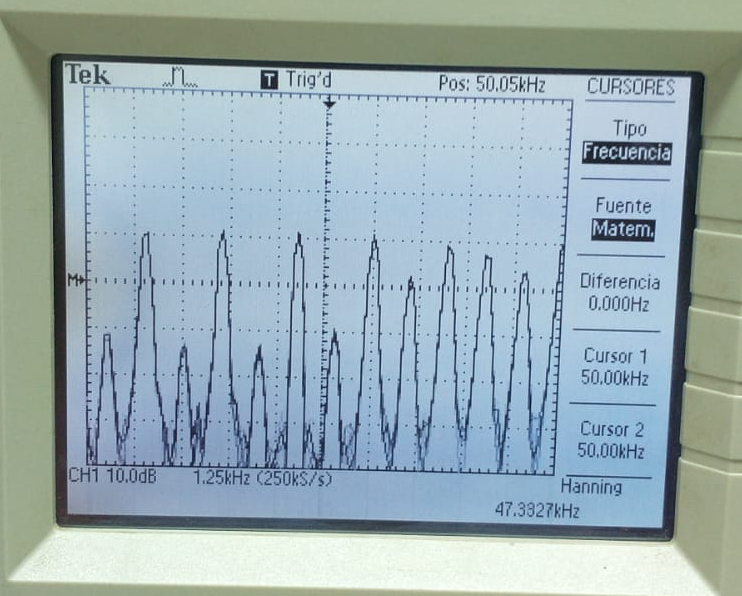 Tek
T Trig'd
Pos: 50.05kHz
CURSORES
Tipo
Frecuencia
Fuente
Matem.
M
Diferencia
0.000Hz
Cursor 1
50.00kHz
Cursor 2
50.00kHz
CH1 10.0dB
1.25kHz (250kS/s)
Hanning
47.3827kHz